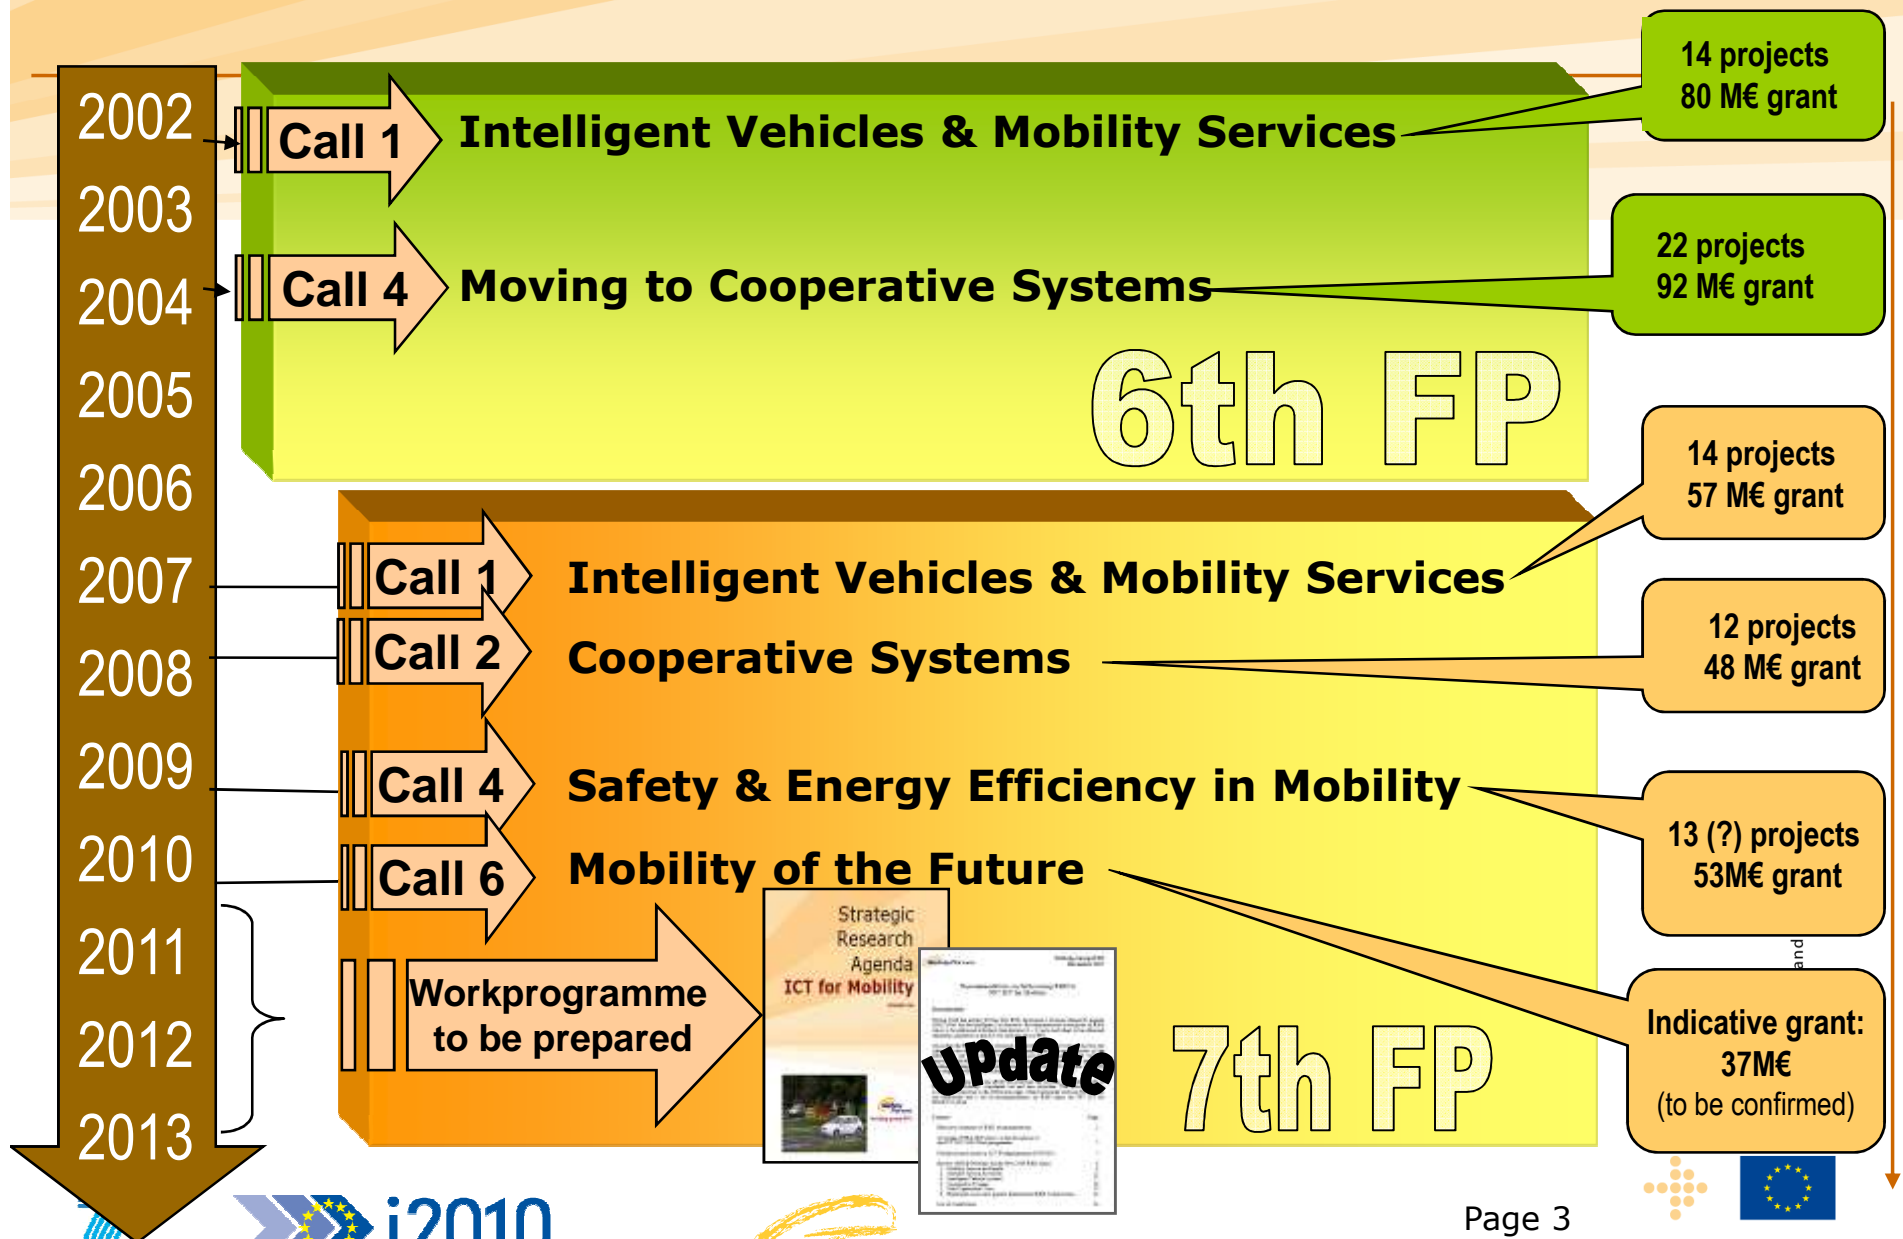 2002
2003
2004
2005
2006
2007
2008
2009
2010
2011
2012
2013
Call 1
Intelligent Vehicles & Mobility Services
14 projects
80 M€ grant
Call 4
Moving to Cooperative Systems
22 projects
92 M€ grant
6th FP
Call 1
Intelligent Vehicles & Mobility Services
14 projects
57 M€ grant
Call 2
Cooperative Systems
12 projects
48 M€ grant
Call 4
Safety & Energy Efficiency in Mobility
13 (?) projects
53M€ grant
Call 6
Mobility of the Future
Indicative grant:
37M€
(to be confirmed)
and
Workprogramme
to be prepared
Strategic
Research
Agenda
ICT for Mobility
Update
7th FP
i2010
Page 3